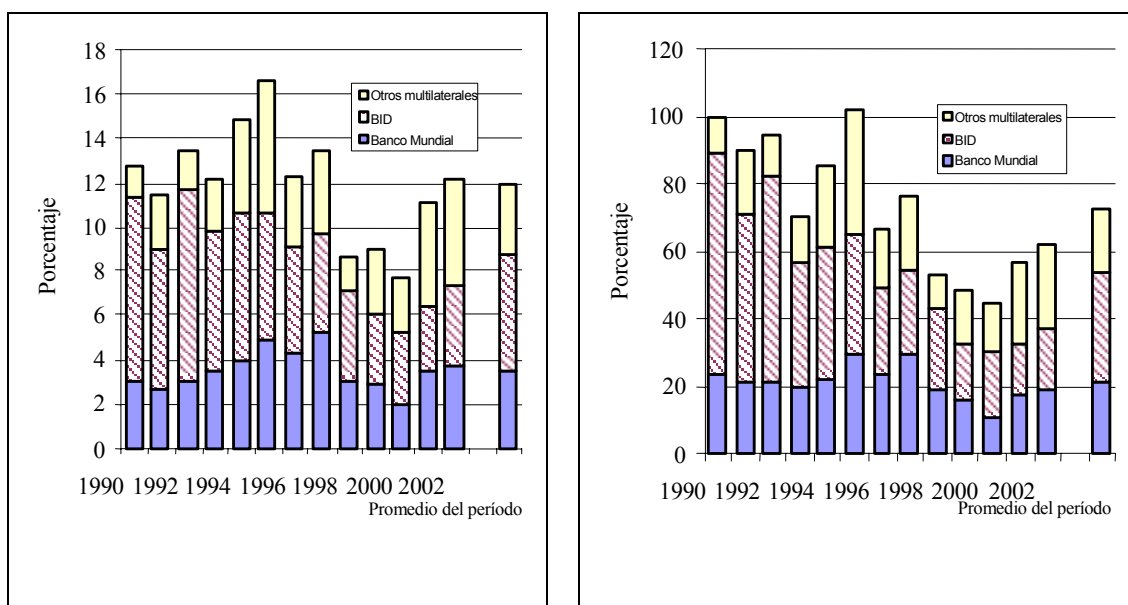 18
16
14
12
10
8
6
4
2
0
Porcentaje
Otros multilaterales
BID
Banco Mundial
1990 1992 1994 1996 1998 2000 2002
Promedio del período
120
100
80
60
40
20
0
Porcentaje
Otros multilaterales
BID
Banco Mundial
1990 1992 1994 1996 1998 2000 2002
Promedio del período